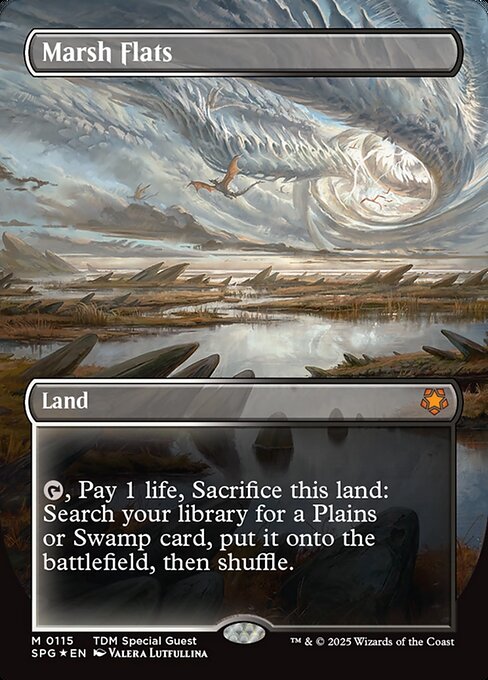 Marsh Flats
Land
, Pay 1 life, Sacrifice this land:
Search your library for a Plains
or Swamp card, put it onto the
battlefield, then shuffle.
M 0115 TDM Special Guest
SPG★EN Valera Lutfullina
™ & © 2025 Wizards of the Coast